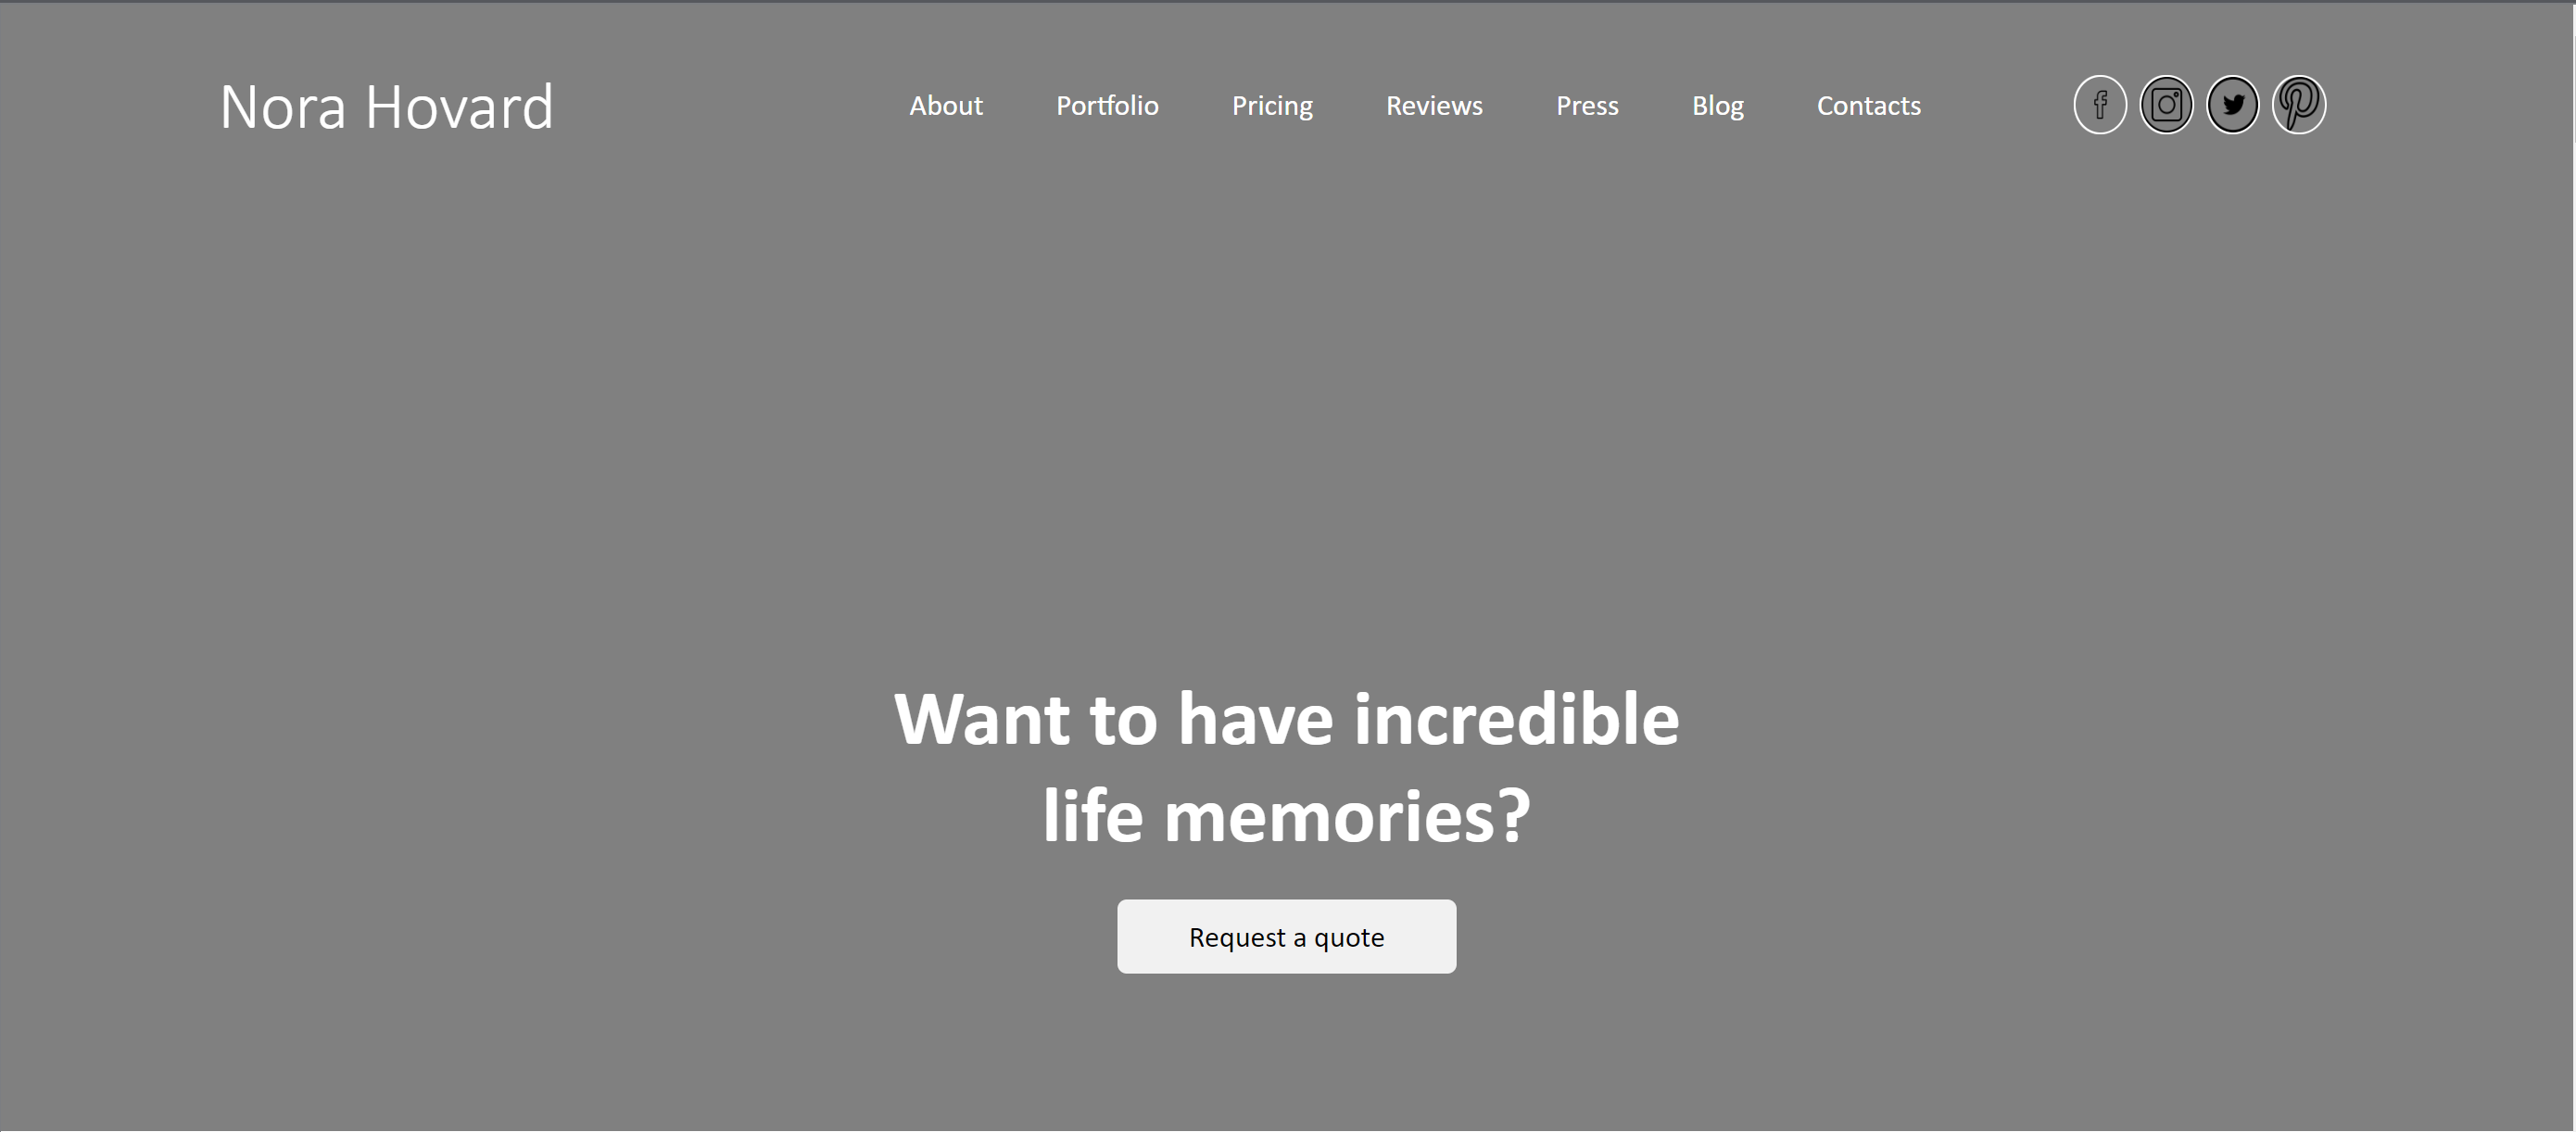 Nora Hovard
About Portfolio Pricing Reviews Press Blog Contacts
Want to have incredible
life memories?
Request a quote